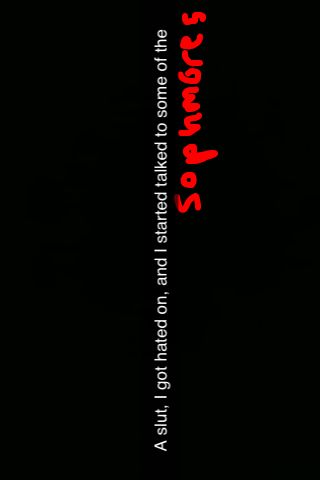 A slut, I got hated on, and I started talked to some of the
sophmores